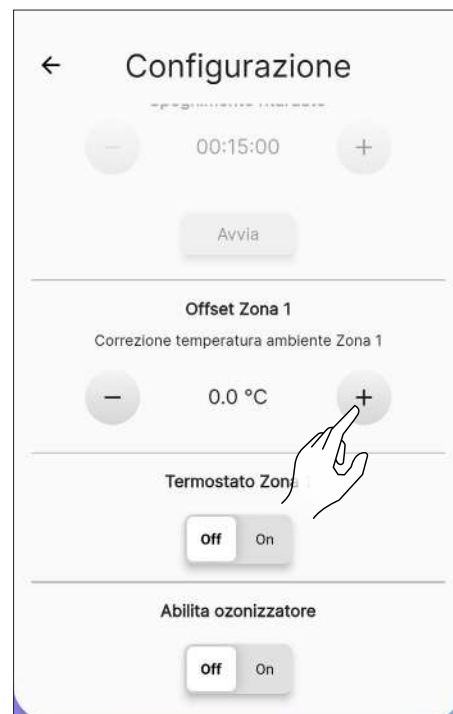 Configurazione
00:15:00
Avvia
Offset Zona 1
Correzione temperatura ambiente Zona 1
0.0 °C
Termostato Zona
Off On
Abilita ozonizzatore
Off On